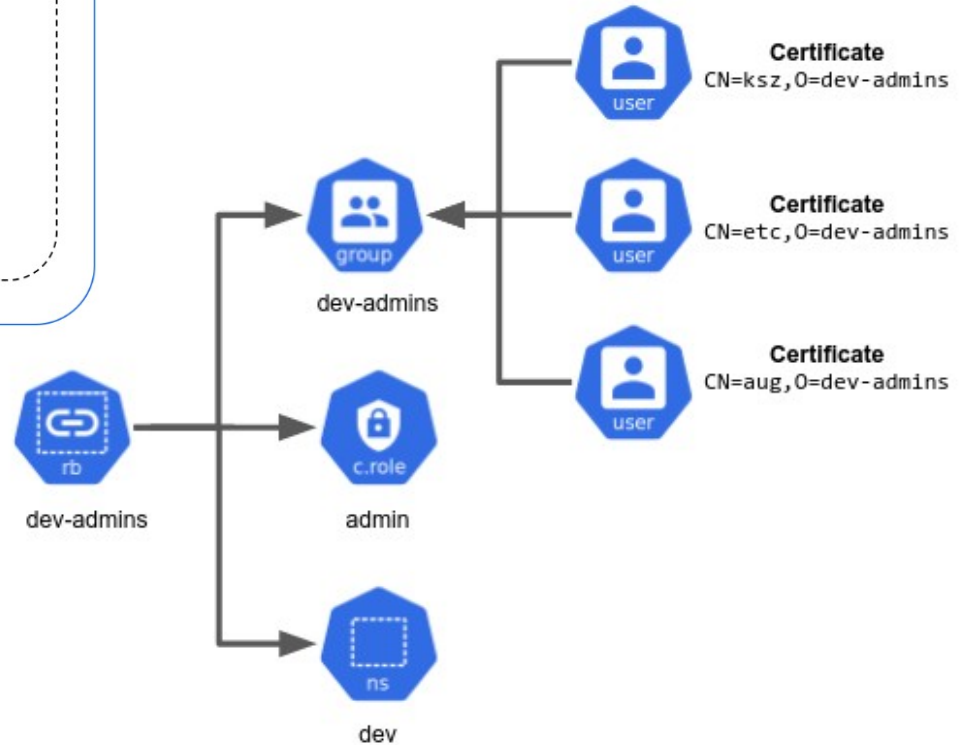 user
Certificate
CN=ksz,O=dev-admins
group
dev-admins
user
Certificate
CN=etc,O=dev-admins
user
Certificate
CN=aug,O=dev-admins
rb
dev-admins
c.role
admin
ns
dev